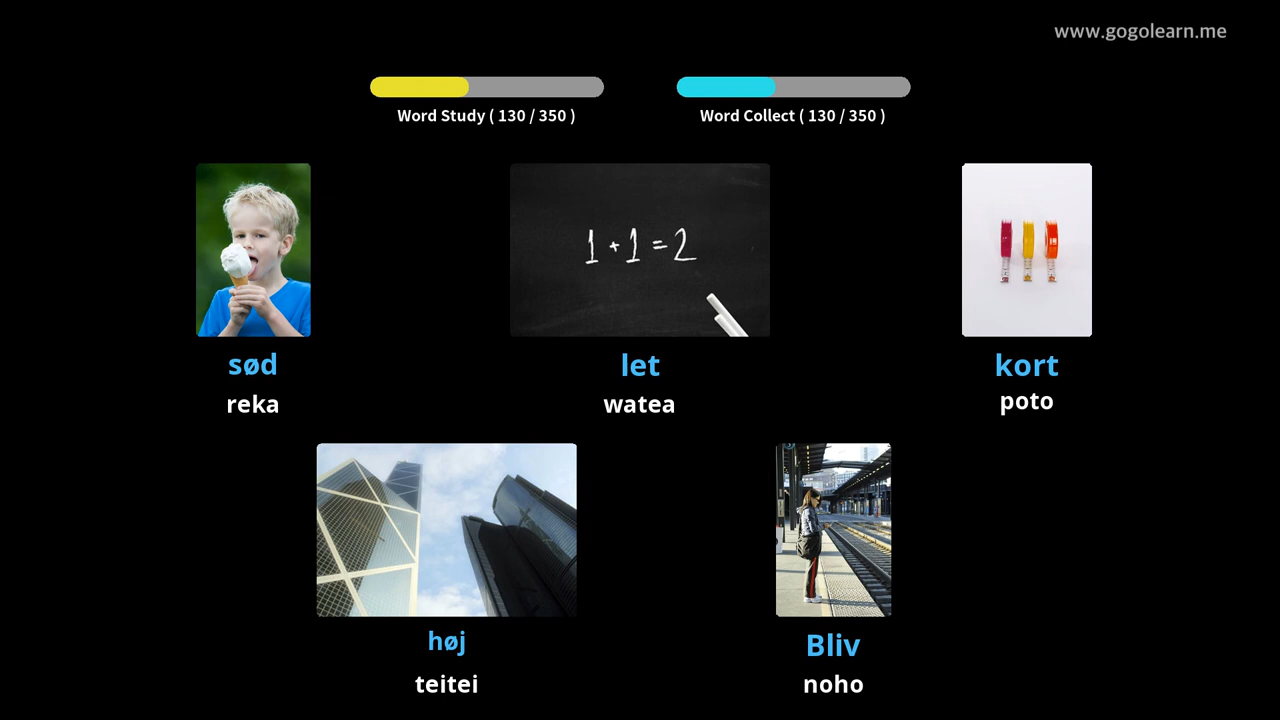 www.gogolearn.me
Word Study ( 130 / 350 )
Word Collect ( 130 / 350 )
1 + 1 = 2
sød
reka
let
watea
kort
poto
høj
teitei
Bliv
noho